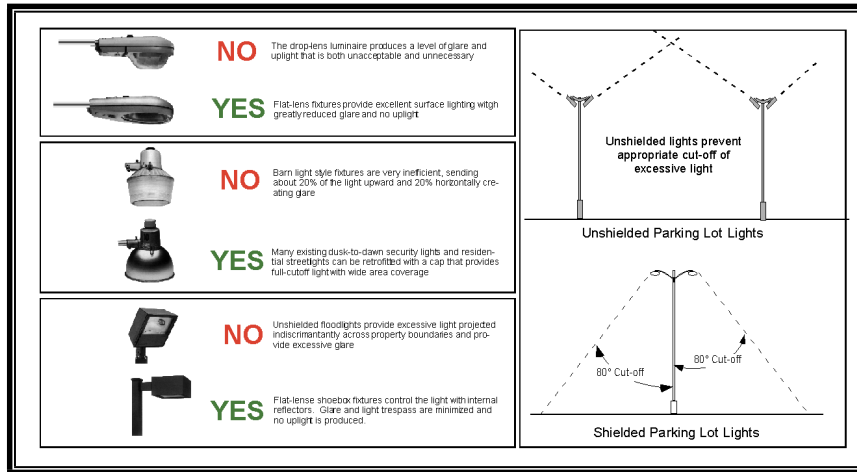 NO
The drop-lens luminaire produces a level of glare and
uplight that is both unacceptable and unnecessary
YES
Flat-lens fixtures provide excellent surface lighting witgh
greatly reduced glare and no uplight
NO
Barn light style fixtures are very inefficient, sending
about 20% of the light upward and 20% horizontally cre-
ating glare
YES
Many existing dusk-to-dawn security lights and residen-
tial streetlights can be retrofitted with a cap that provides
full-cutoff light with wide area coverage
NO
Unshielded floodlights provide excessive light projected
indiscrimantantly across property boundaries and pro-
vide excessive glare
YES
Flat-lense shoebox fixtures control the light with internal
reflectors. Glare and light trespass are minimized and
no uplight is produced.
Unshielded lights prevent
appropriate cut-off of
excessive light
Unshielded Parking Lot Lights
80° Cut-off
80° Cut-off
Shielded Parking Lot Lights